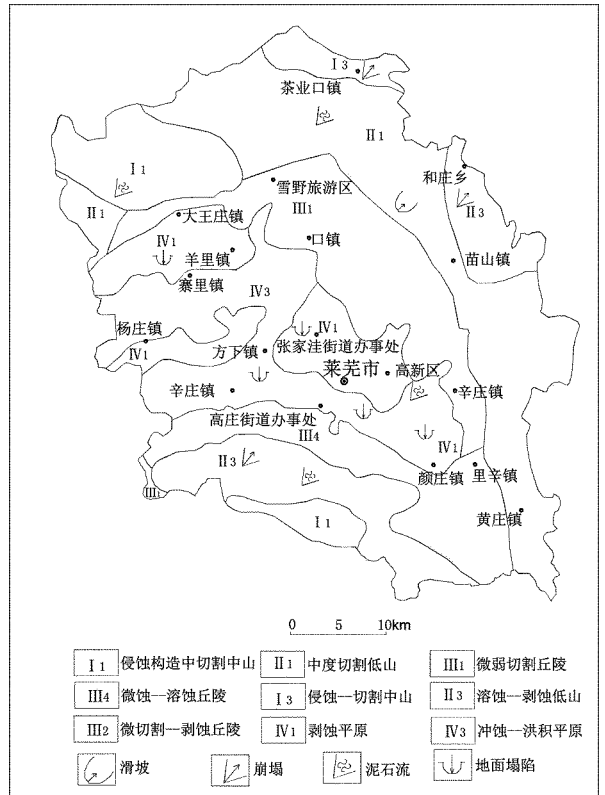 Ⅰ3
茶业口镇
Ⅱ1
Ⅰ1
和庄乡
雪野旅游区
Ⅱ1
Ⅱ3
大王庄镇
Ⅲ1
Ⅳ1
口镇
羊里镇
苗山镇
寨里镇
Ⅳ3
杨庄镇
Ⅳ1
Ⅳ1
方下镇
张家洼街道办事处
莱芜市
高新区
辛庄镇
辛庄镇
高庄街道办事处
Ⅲ4
Ⅳ1
Ⅱ3
颜庄镇
里辛镇
Ⅲ1
Ⅰ1
黄庄镇
0 5 10km
Ⅰ1 侵蚀构造中切割中山 Ⅱ1 中度切割低山 Ⅲ1 微弱切割丘陵
Ⅲ4 微蚀--溶蚀丘陵 Ⅰ3 侵蚀--切割中山 Ⅱ3 溶蚀--剥蚀低山
Ⅲ2 微切割--剥蚀丘陵 Ⅳ1 剥蚀平原 Ⅳ3 冲蚀--洪积平原
滑坡 崩塌 泥石流 地面塌陷